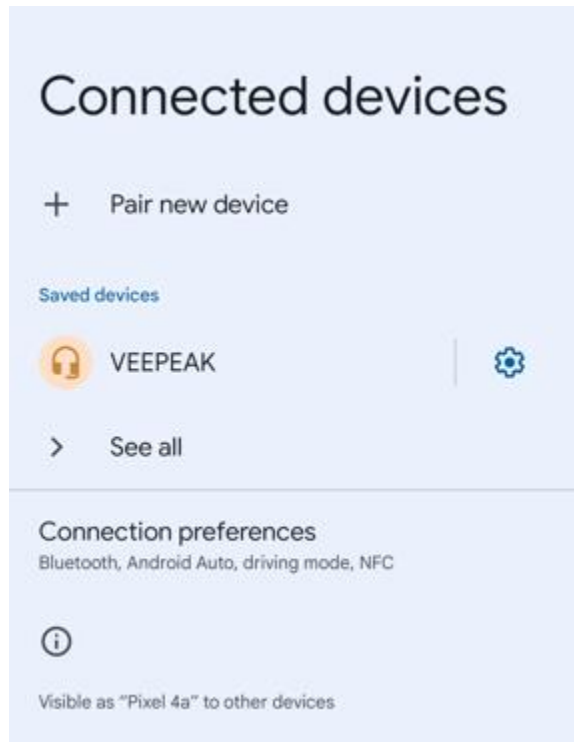 Connected devices
Pair new device
Saved devices
VEEPEAK
See all
Connection preferences
Bluetooth, Android Auto, driving mode, NFC
Visible as "Pixel 4a" to other devices